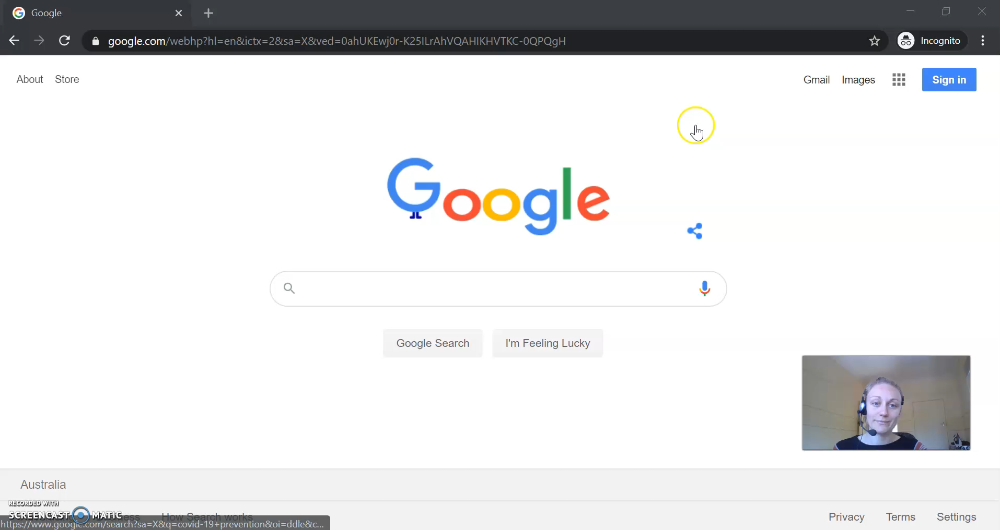 Google
google.com/webhp?hl=en&ictx=2&sa=X&ved=0ahUKEwj0r-K25ILrAhVQAHIKHVTKC-0QPQgH
Incognito
About Store
Gmail Images Sign in
Google
Google Search I'm Feeling Lucky
Australia
RECORDED WITH
SCREENCAST MATIC
How Search works
Privacy Terms Settings
https://www.google.com/search?sa=X&q=covid-19+prevention&oi=ddle&c...